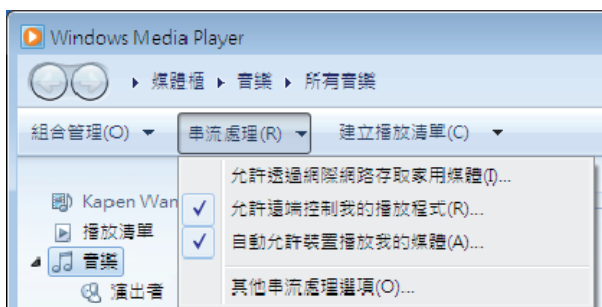 Windows Media Player
媒體櫃 音樂 所有音樂
組合管理(O) 串流處理(R) 建立播放清單(C)
允許透過網際網路存取家用媒體(I)...
Kapen Wan
允許遠端控制我的播放程式(R)...
播放清單
自動允許裝置播放我的媒體(A)...
音樂
演出者
其他串流處理選項(O)...